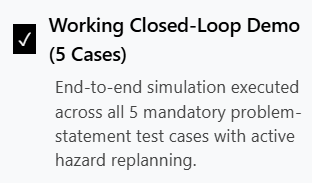 ✓ Working Closed-Loop Demo
(5 Cases)
End-to-end simulation executed
across all 5 mandatory problem-
statement test cases with active
hazard replanning.